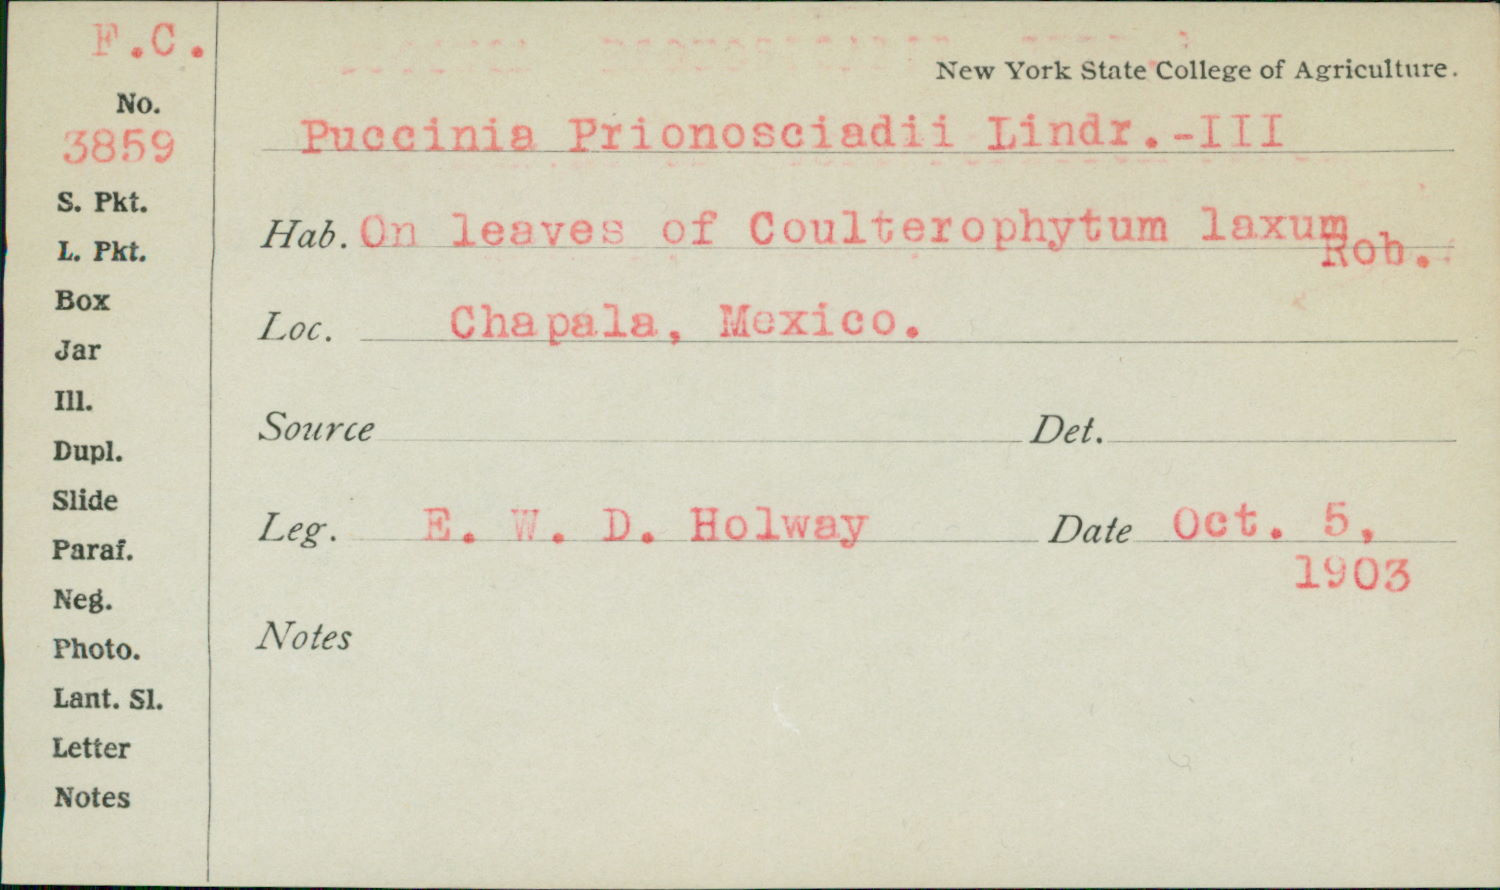 F.C.
No.
3859
S. Pkt.
L. Pkt.
Box
Jar
Ill.
Dupl.
Slide
Paraf.
Neg.
Photo.
Lant. Sl.
Letter
Notes
New York State College of Agriculture.
Puccinia Prionosciadii Lindr.-III
Hab. On leaves of Coulterophytum laxum
Rob.
Loc. Chapala, Mexico.
Source Det.
Leg. E. W. D. Holway Date Oct. 5,
1903
Notes